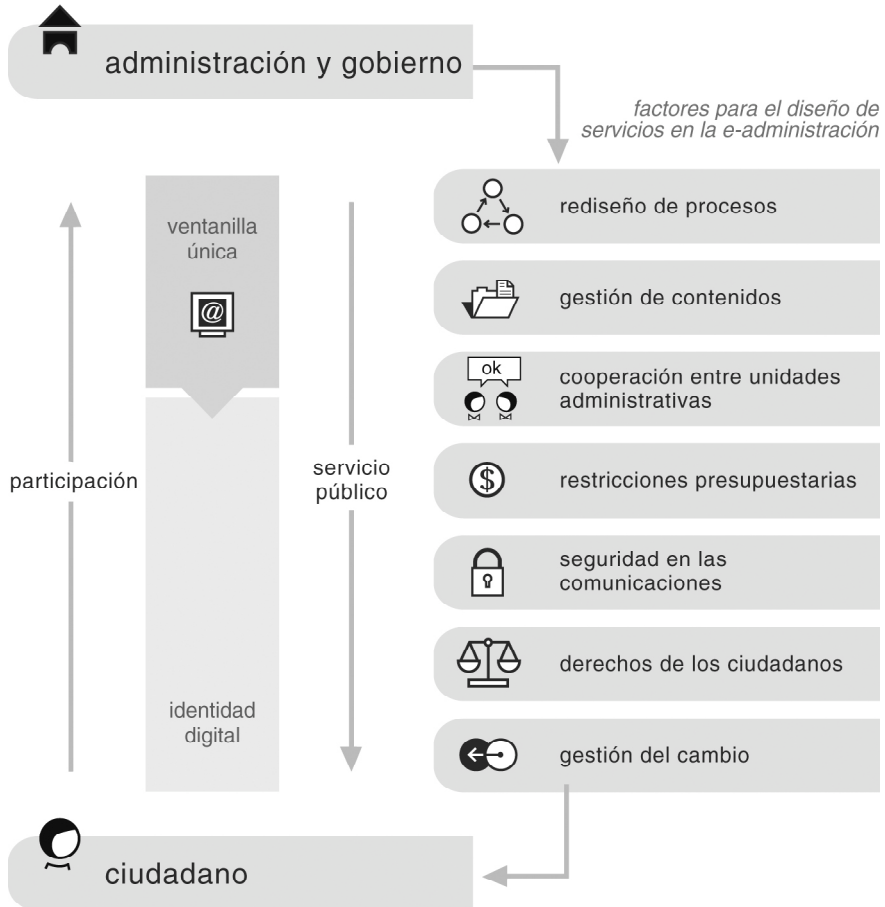 administración y gobierno
factores para el diseño de
servicios en la e-administración
ventanilla
única
@
participación
servicio
público
identidad
digital
rediseño de procesos
gestión de contenidos
ok
cooperación entre unidades
administrativas
$
restricciones presupuestarias
seguridad en las
comunicaciones
derechos de los ciudadanos
gestión del cambio
ciudadano